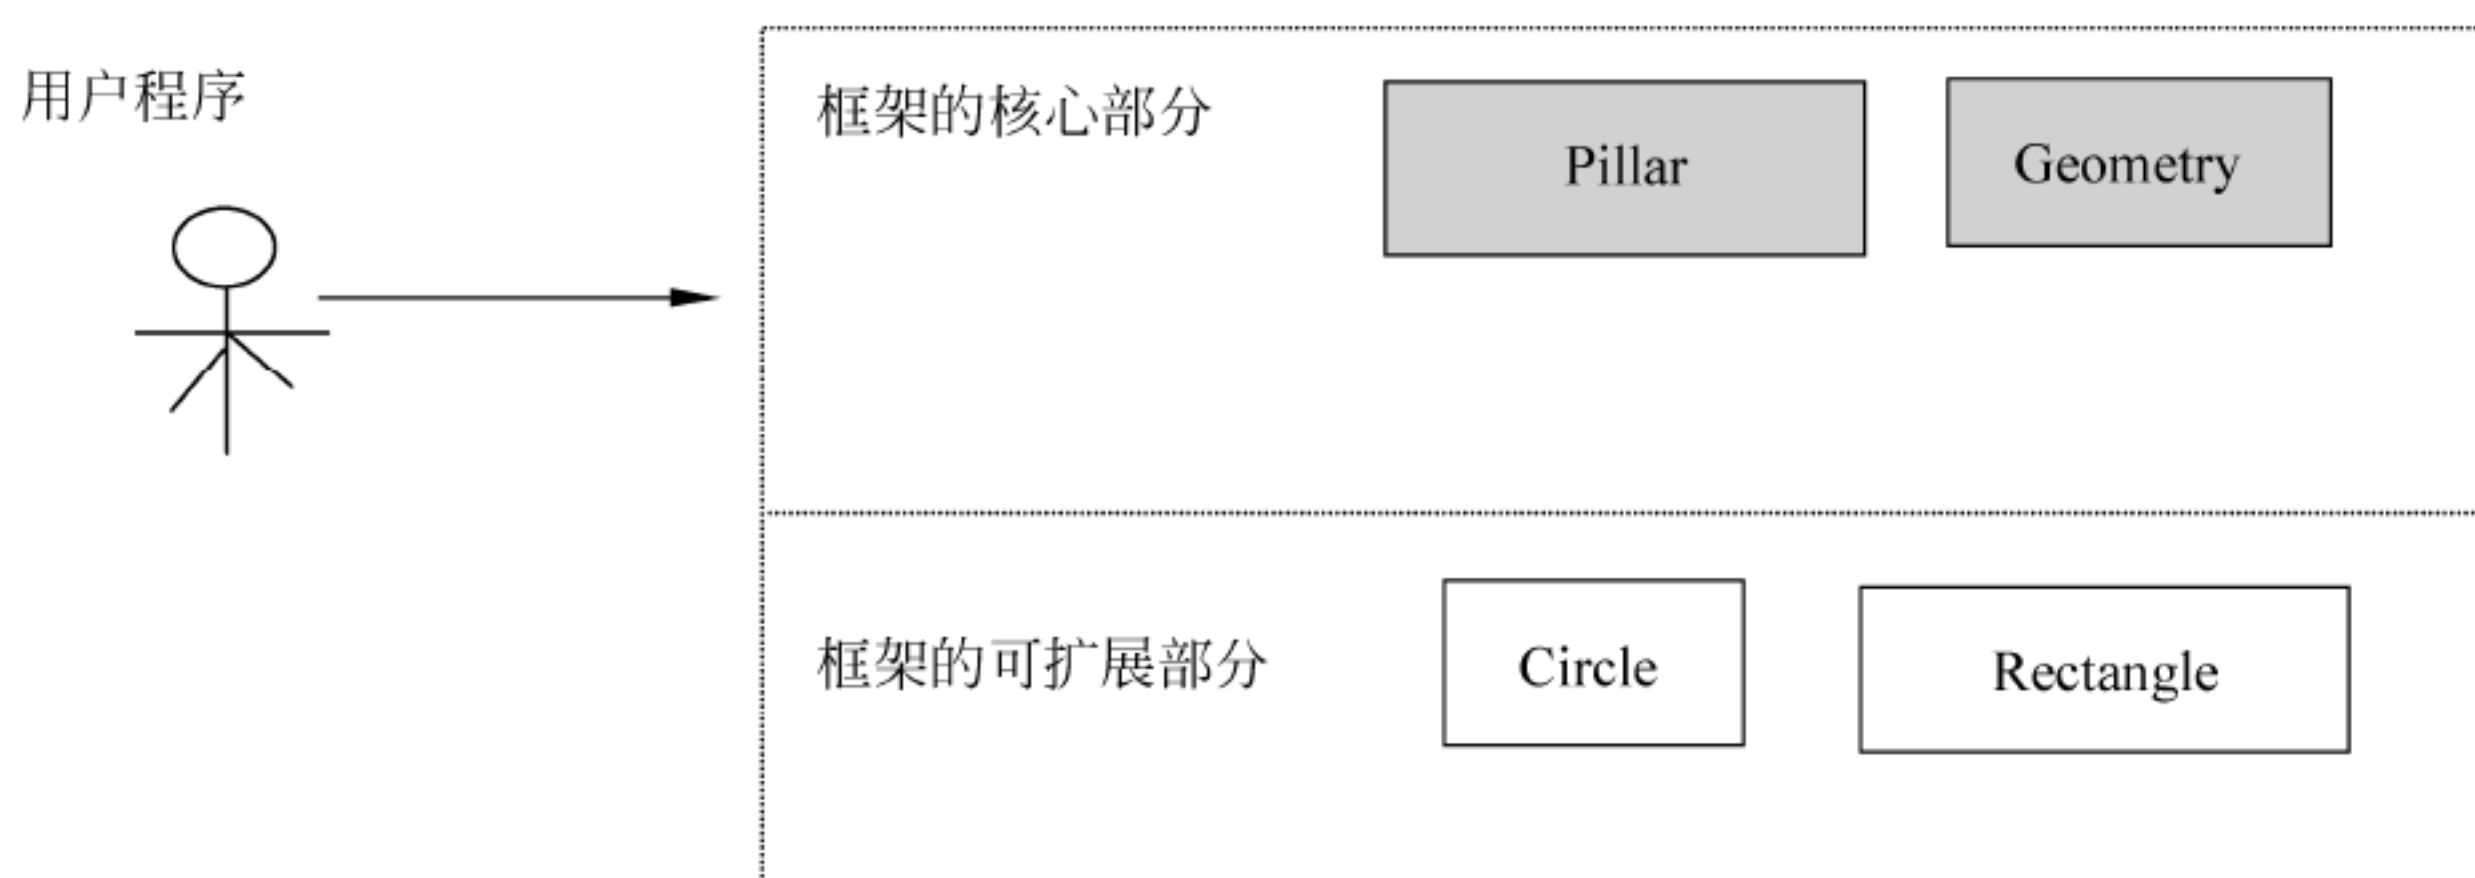 用户程序
框架的核心部分
Pillar
Geometry
框架的可扩展部分
Circle
Rectangle